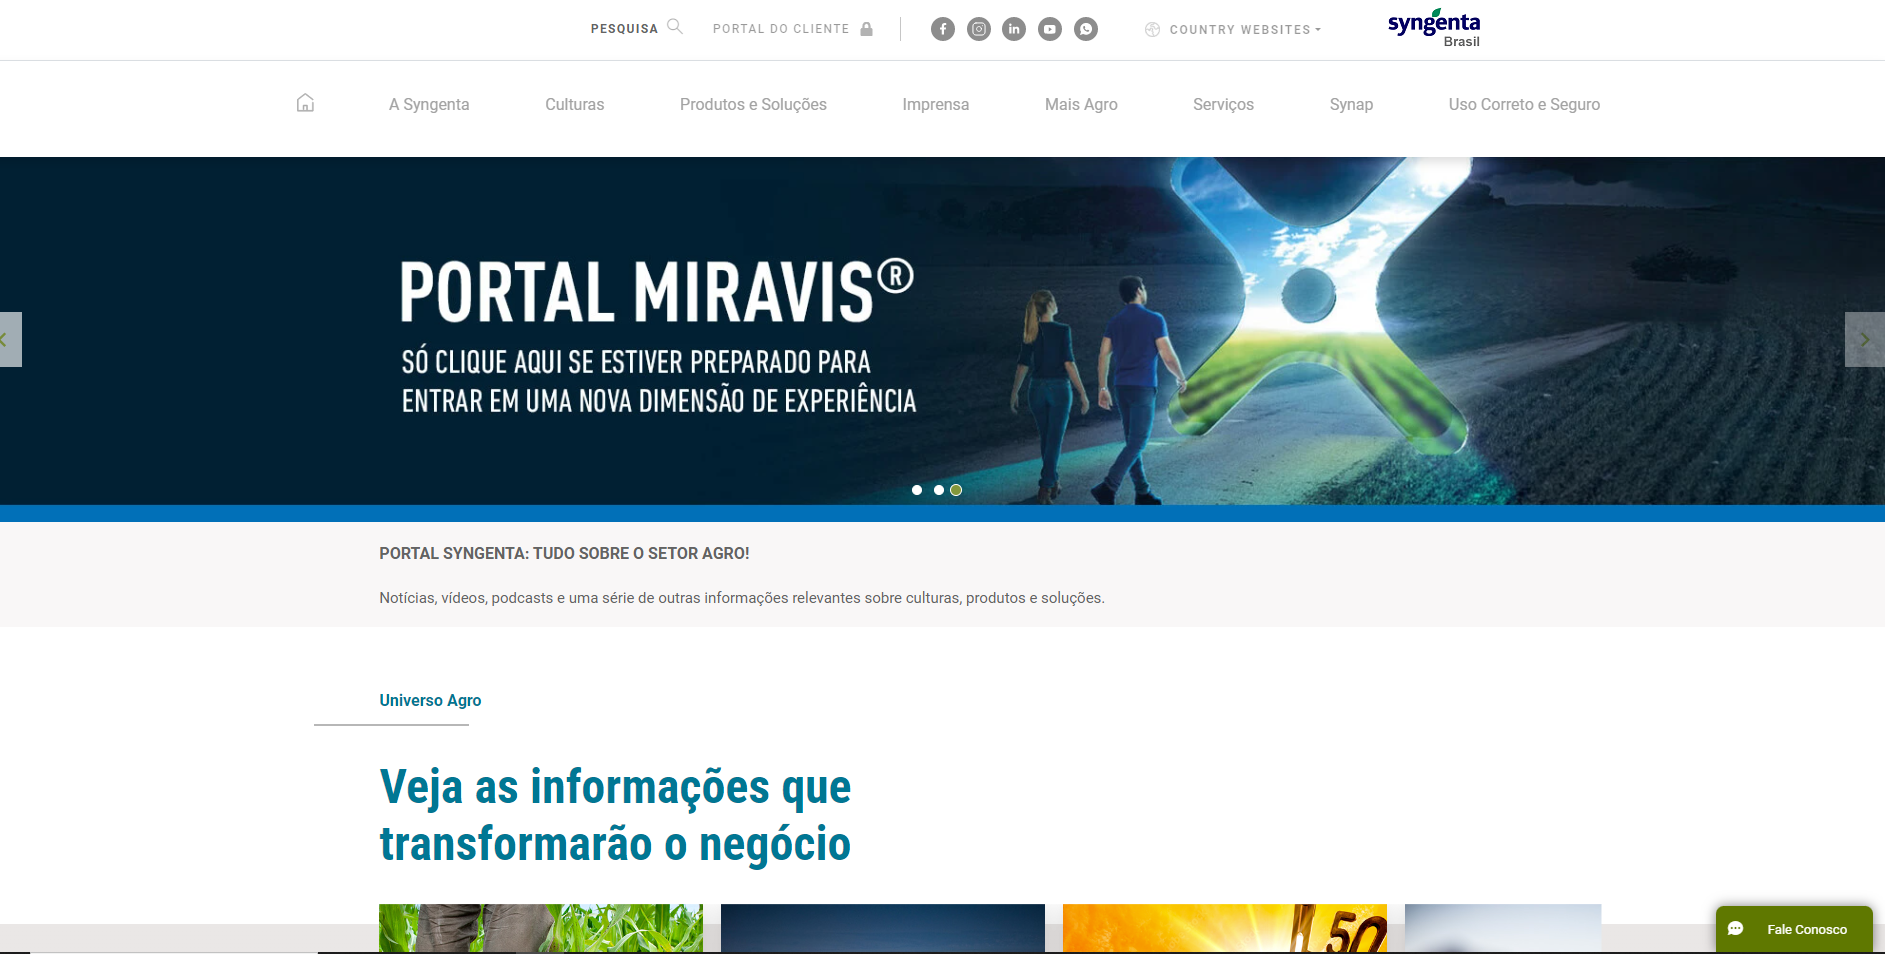 PESQUISA
PORTAL DO CLIENTE
COUNTRY WEBSITES
syngenta
Brasil
A Syngenta
Culturas
Produtos e Soluções
Imprensa
Mais Agro
Serviços
Synap
Uso Correto e Seguro
PORTAL MIRAVIS®
SÓ CLIQUE AQUI SE ESTIVER PREPARADO PARA
ENTRAR EM UMA NOVA DIMENSÃO DE EXPERIÊNCIA
PORTAL SYNGENTA: TUDO SOBRE O SETOR AGRO!
Notícias, vídeos, podcasts e uma série de outras informações relevantes sobre culturas, produtos e soluções.
Universo Agro
Veja as informações que
transformarão o negócio
50
Fale Conosco